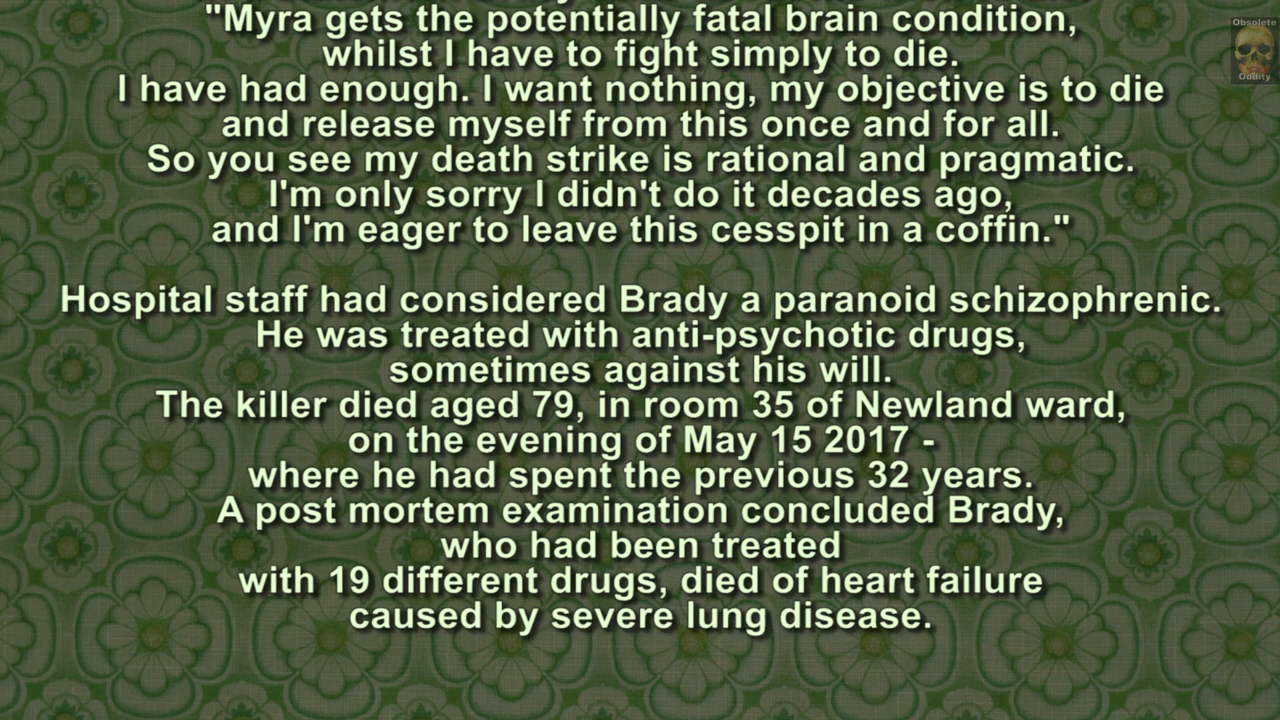 "Myra gets the potentially fatal brain condition,
whilst I have to fight simply to die.
I have had enough. I want nothing, my objective is to die
and release myself from this once and for all.
So you see my death strike is rational and pragmatic.
I'm only sorry I didn't do it decades ago,
and I'm eager to leave this cesspit in a coffin."
Hospital staff had considered Brady a paranoid schizophrenic.
He was treated with anti-psychotic drugs,
sometimes against his will.
The killer died aged 79, in room 35 of Newland ward,
on the evening of May 15 2017 -
where he had spent the previous 32 years.
A post mortem examination concluded Brady,
who had been treated
with 19 different drugs, died of heart failure
caused by severe lung disease.
Obsolete
Oddity